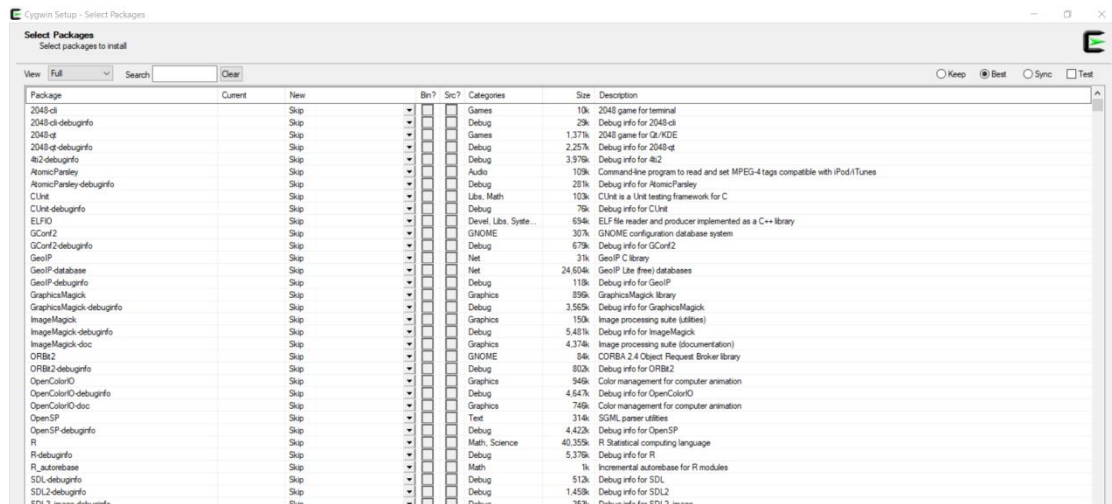 Cygwin Setup - Select Packages
Select Packages
Select packages to install
View Full Search Clear Keep Best Sync Test
Package Current New Bin? Src? Categories Size Description
2048-cli Skip Games 10k 2048 game for terminal
2048-cli-debuginfo Skip Debug 29k Debug info for 2048-cli
2048-qt Skip Games 1,371k 2048 game for Qt/KDE
2048-qt-debuginfo Skip Debug 2,257k Debug info for 2048-qt
4ti2-debuginfo Skip Debug 3,976k Debug info for 4ti2
AtomicParsley Skip Audio 109k Command-line program to read and set MPEG-4 tags compatible with iPod/iTunes
AtomicParsley-debuginfo Skip Debug 281k Debug info for AtomicParsley
CUnit Skip Libs, Math 103k CUnit is a Unit testing framework for C
CUnit-debuginfo Skip Debug 76k Debug info for CUnit
ELFIO Skip Devel, Libs, Syste... 694k ELF file reader and producer implemented as a C++ library
GConf2 Skip GNOME 307k GNOME configuration database system
GConf2-debuginfo Skip Debug 679k Debug info for GConf2
GeoIP Skip Net 31k GeoIP C library
GeoIP-database Skip Net 24,604k GeoIP Lite (free) databases
GeoIP-debuginfo Skip Debug 118k Debug info for GeoIP
GraphicsMagick Skip Graphics 896k GraphicsMagick library
GraphicsMagick-debuginfo Skip Debug 3,565k Debug info for GraphicsMagick
ImageMagick Skip Graphics 150k Image processing suite (utilities)
ImageMagick-debuginfo Skip Debug 5,481k Debug info for ImageMagick
ImageMagick-doc Skip Graphics 4,374k Image processing suite (documentation)
ORBit2 Skip GNOME 84k CORBA 2.4 Object Request Broker library
ORBit2-debuginfo Skip Debug 802k Debug info for ORBit2
OpenColorIO Skip Graphics 946k Color management for computer animation
OpenColorIO-debuginfo Skip Debug 4,647k Debug info for OpenColorIO
OpenColorIO-doc Skip Graphics 746k Color management for computer animation
OpenSP Skip Text 314k SGML parser utilities
OpenSP-debuginfo Skip Debug 4,422k Debug info for OpenSP
R Skip Math, Science 40,355k R Statistical computing language
R-debuginfo Skip Debug 5,376k Debug info for R
R_autorebase Skip Math 1k Incremental autorebase for R modules
SDL-debuginfo Skip Debug 512k Debug info for SDL
SDL2-debuginfo Skip Debug 1,458k Debug info for SDL2